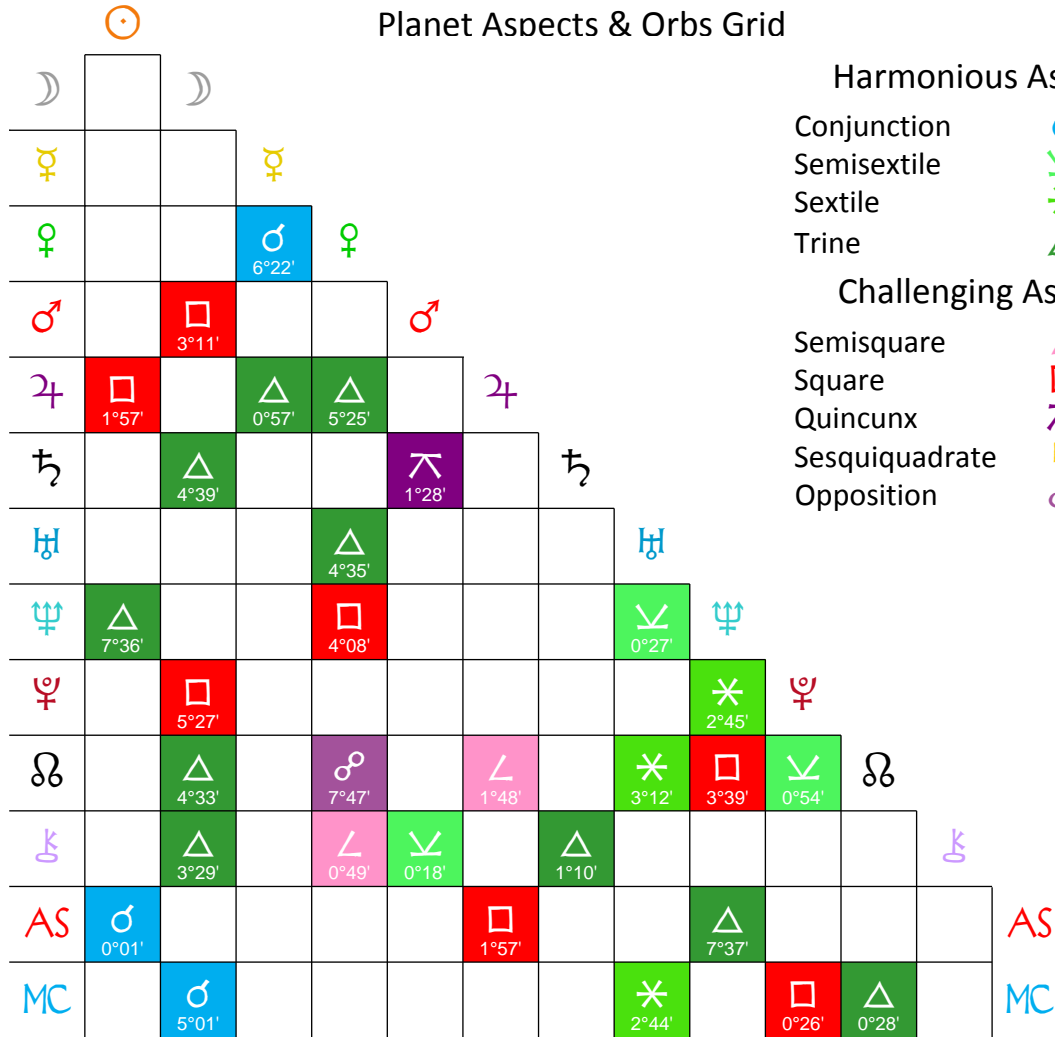 ☉
Planet Aspects & Orbs Grid
☽ ☽
Harmonious As
Conjunction ☌
Semisextile ⚺
Sextile ⚹
Trine △
Challenging As
Semisquare ∠
Square □
Quincunx ⚻
Sesquiquadrate
Opposition ☍
☿ ☿
♀ ☌ 6°22' ♀
♂ □ 3°11' ♂
♃ □ 1°57' △ 0°57' △ 5°25' ♃
♄ △ 4°39' ⚻ 1°28' ♄
♅ △ 4°35' ♅
♆ △ 7°36' □ 4°08' ⚺ 0°27' ♆
♇ □ 5°27' ⚹ 2°45' ♇
☊ △ 4°33' ☍ 7°47' ∠ 1°48' ⚹ 3°12' □ 3°39' ⚺ 0°54' ☊
⚷ △ 3°29' ∠ 0°49' ⚺ 0°18' △ 1°10' ⚷
AS ☌ 0°01' □ 1°57' △ 7°37' AS
MC ☌ 5°01' ⚹ 2°44' □ 0°26' △ 0°28' MC